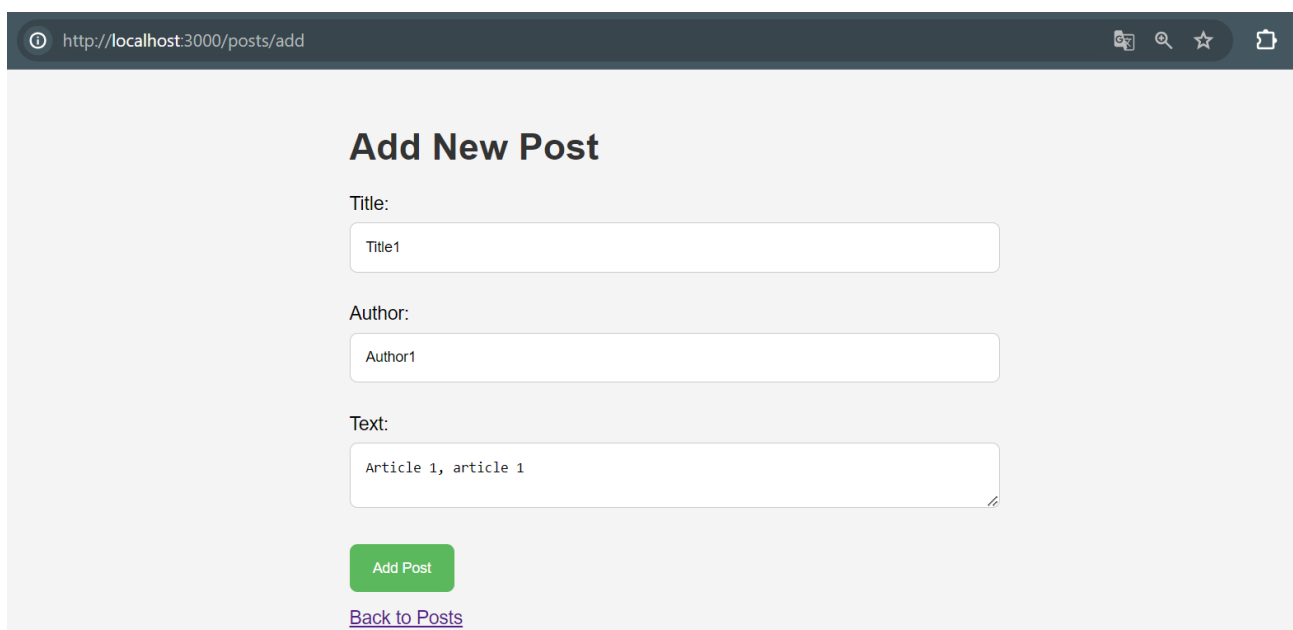 http://localhost:3000/posts/add
Add New Post
Title:
Title1
Author:
Author1
Text:
Article 1, article 1
Add Post
Back to Posts